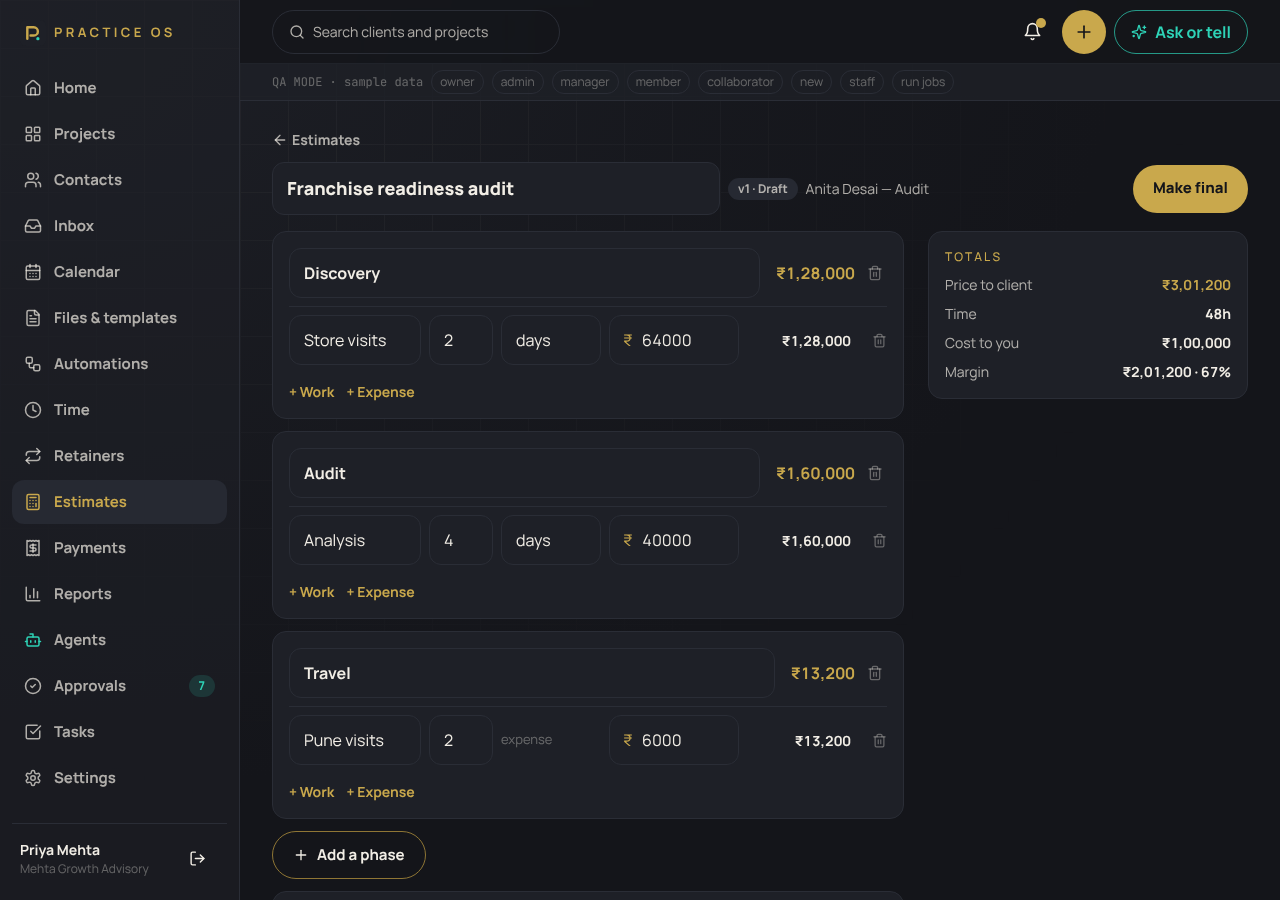 PRACTICE OS
Search clients and projects
Ask or tell
QA MODE · sample data owner admin manager member collaborator new staff run jobs
Home
Projects
Contacts
Inbox
Calendar
Files & templates
Automations
Time
Retainers
Estimates
Payments
Reports
Agents
Approvals 7
Tasks
Settings
Priya Mehta
Mehta Growth Advisory
Estimates
Franchise readiness audit v1 · Draft Anita Desai — Audit Make final
Discovery ₹1,28,000
Store visits 2 days ₹ 64000 ₹1,28,000
+ Work + Expense
Audit ₹1,60,000
Analysis 4 days ₹ 40000 ₹1,60,000
+ Work + Expense
Travel ₹13,200
Pune visits 2 expense ₹ 6000 ₹13,200
+ Work + Expense
Add a phase
TOTALS
Price to client ₹3,01,200
Time 48h
Cost to you ₹1,00,000
Margin ₹2,01,200 · 67%